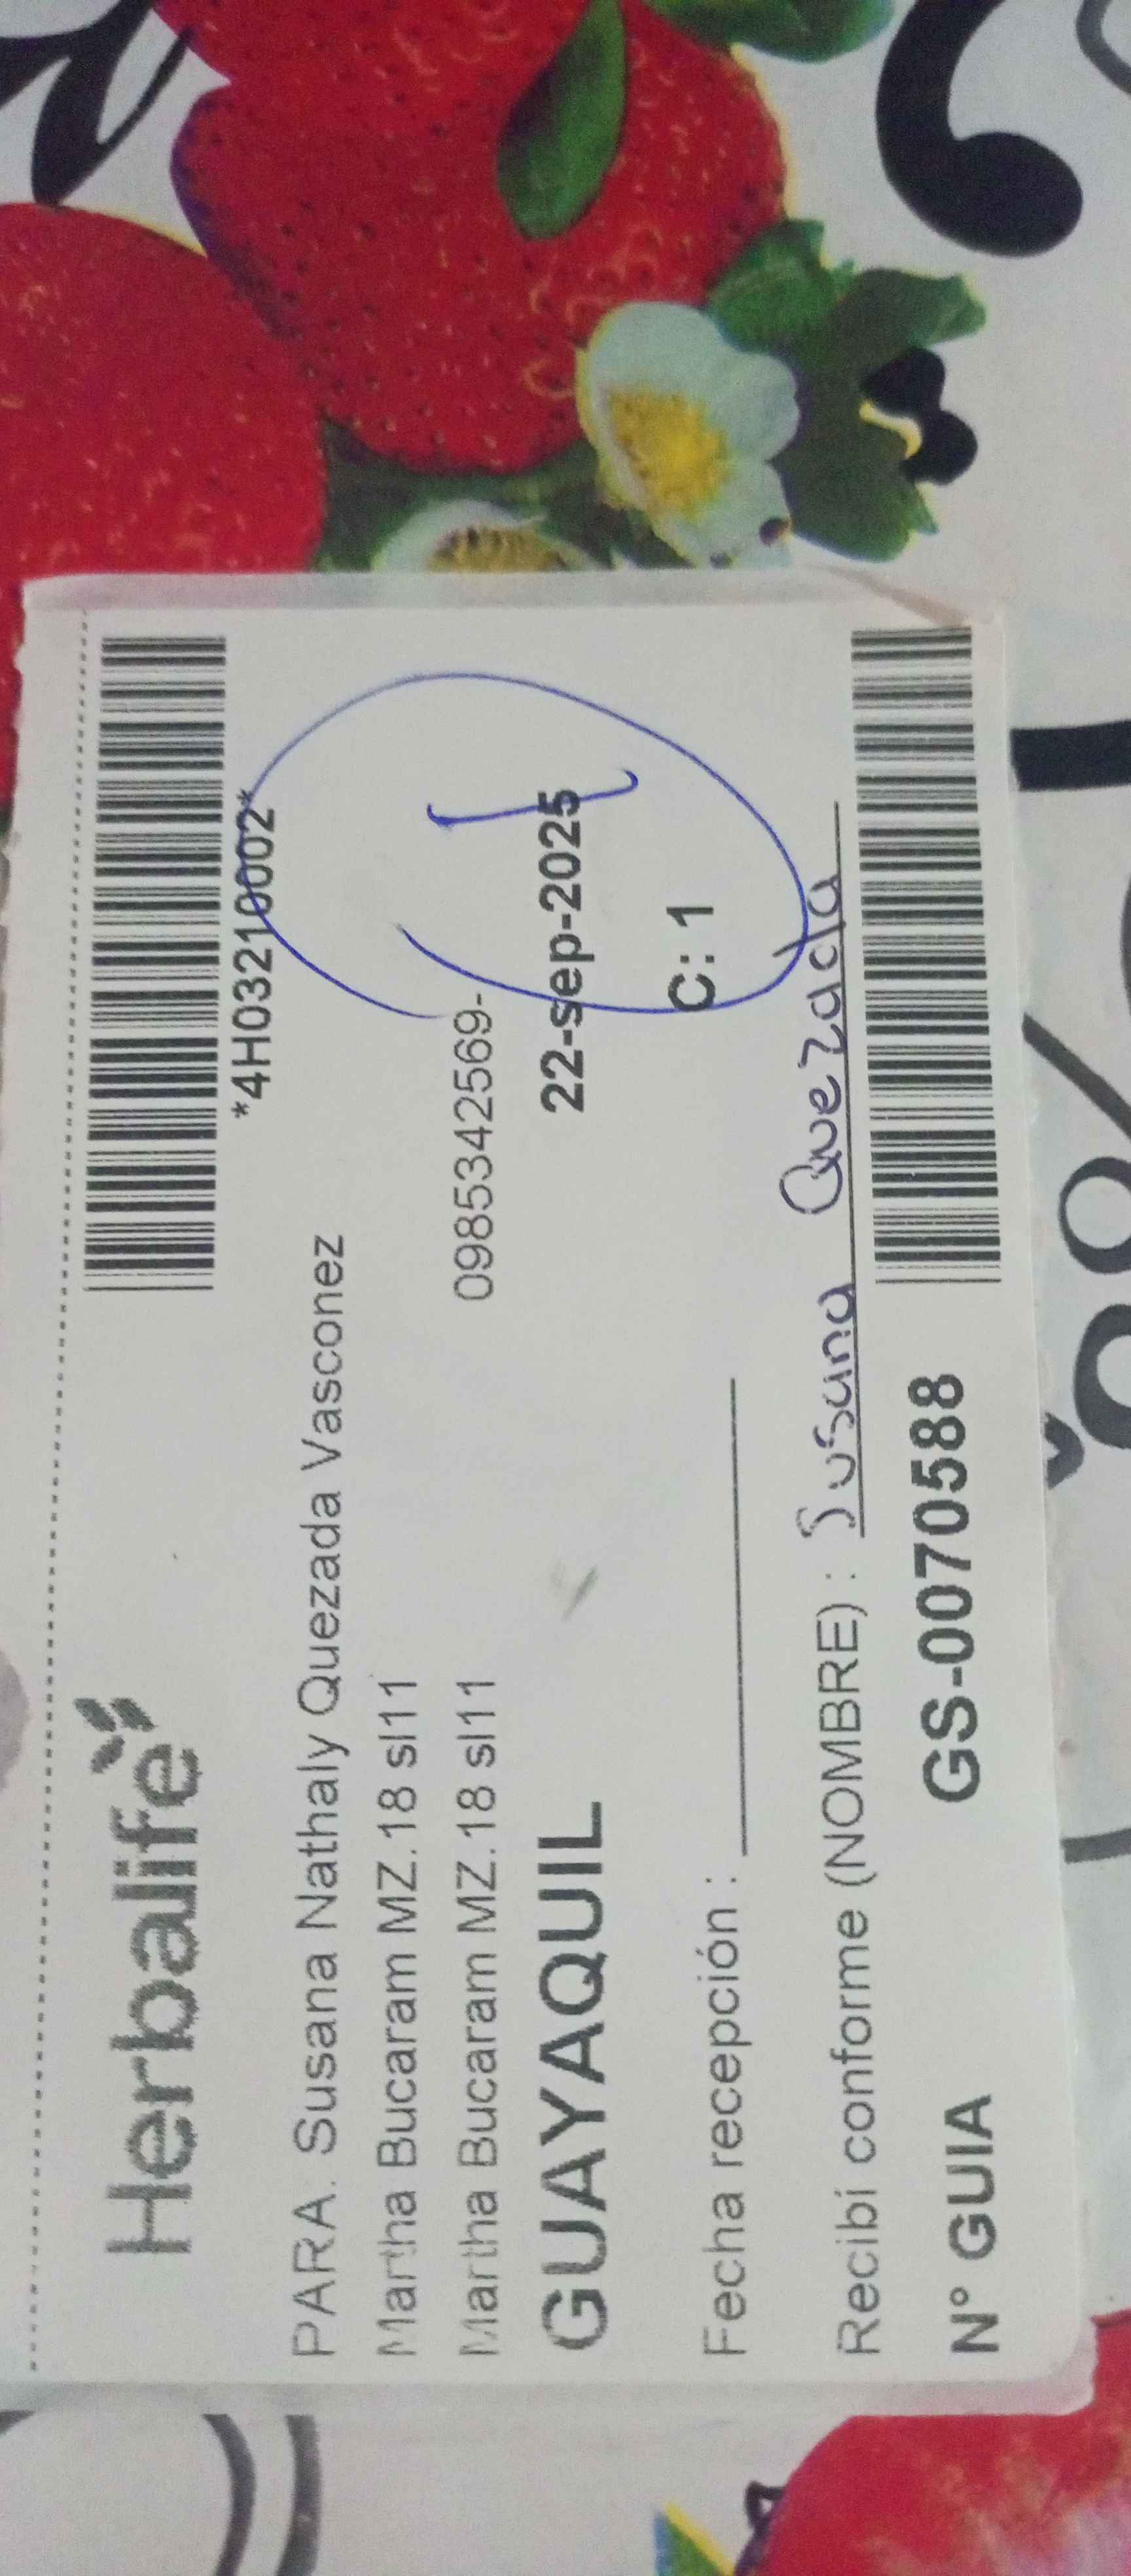 Herbalife
*4H03210002*
PARA: Susana Nathaly Quezada Vasconez
Martha Bucaram MZ.18 sl11
Martha Bucaram MZ.18 sl11 0985342569-
GUAYAQUIL 22-sep-2025
C: 1
Fecha recepción :
Recibí conforme (NOMBRE) : Susana Quezada
N° GUIA GS-0070588